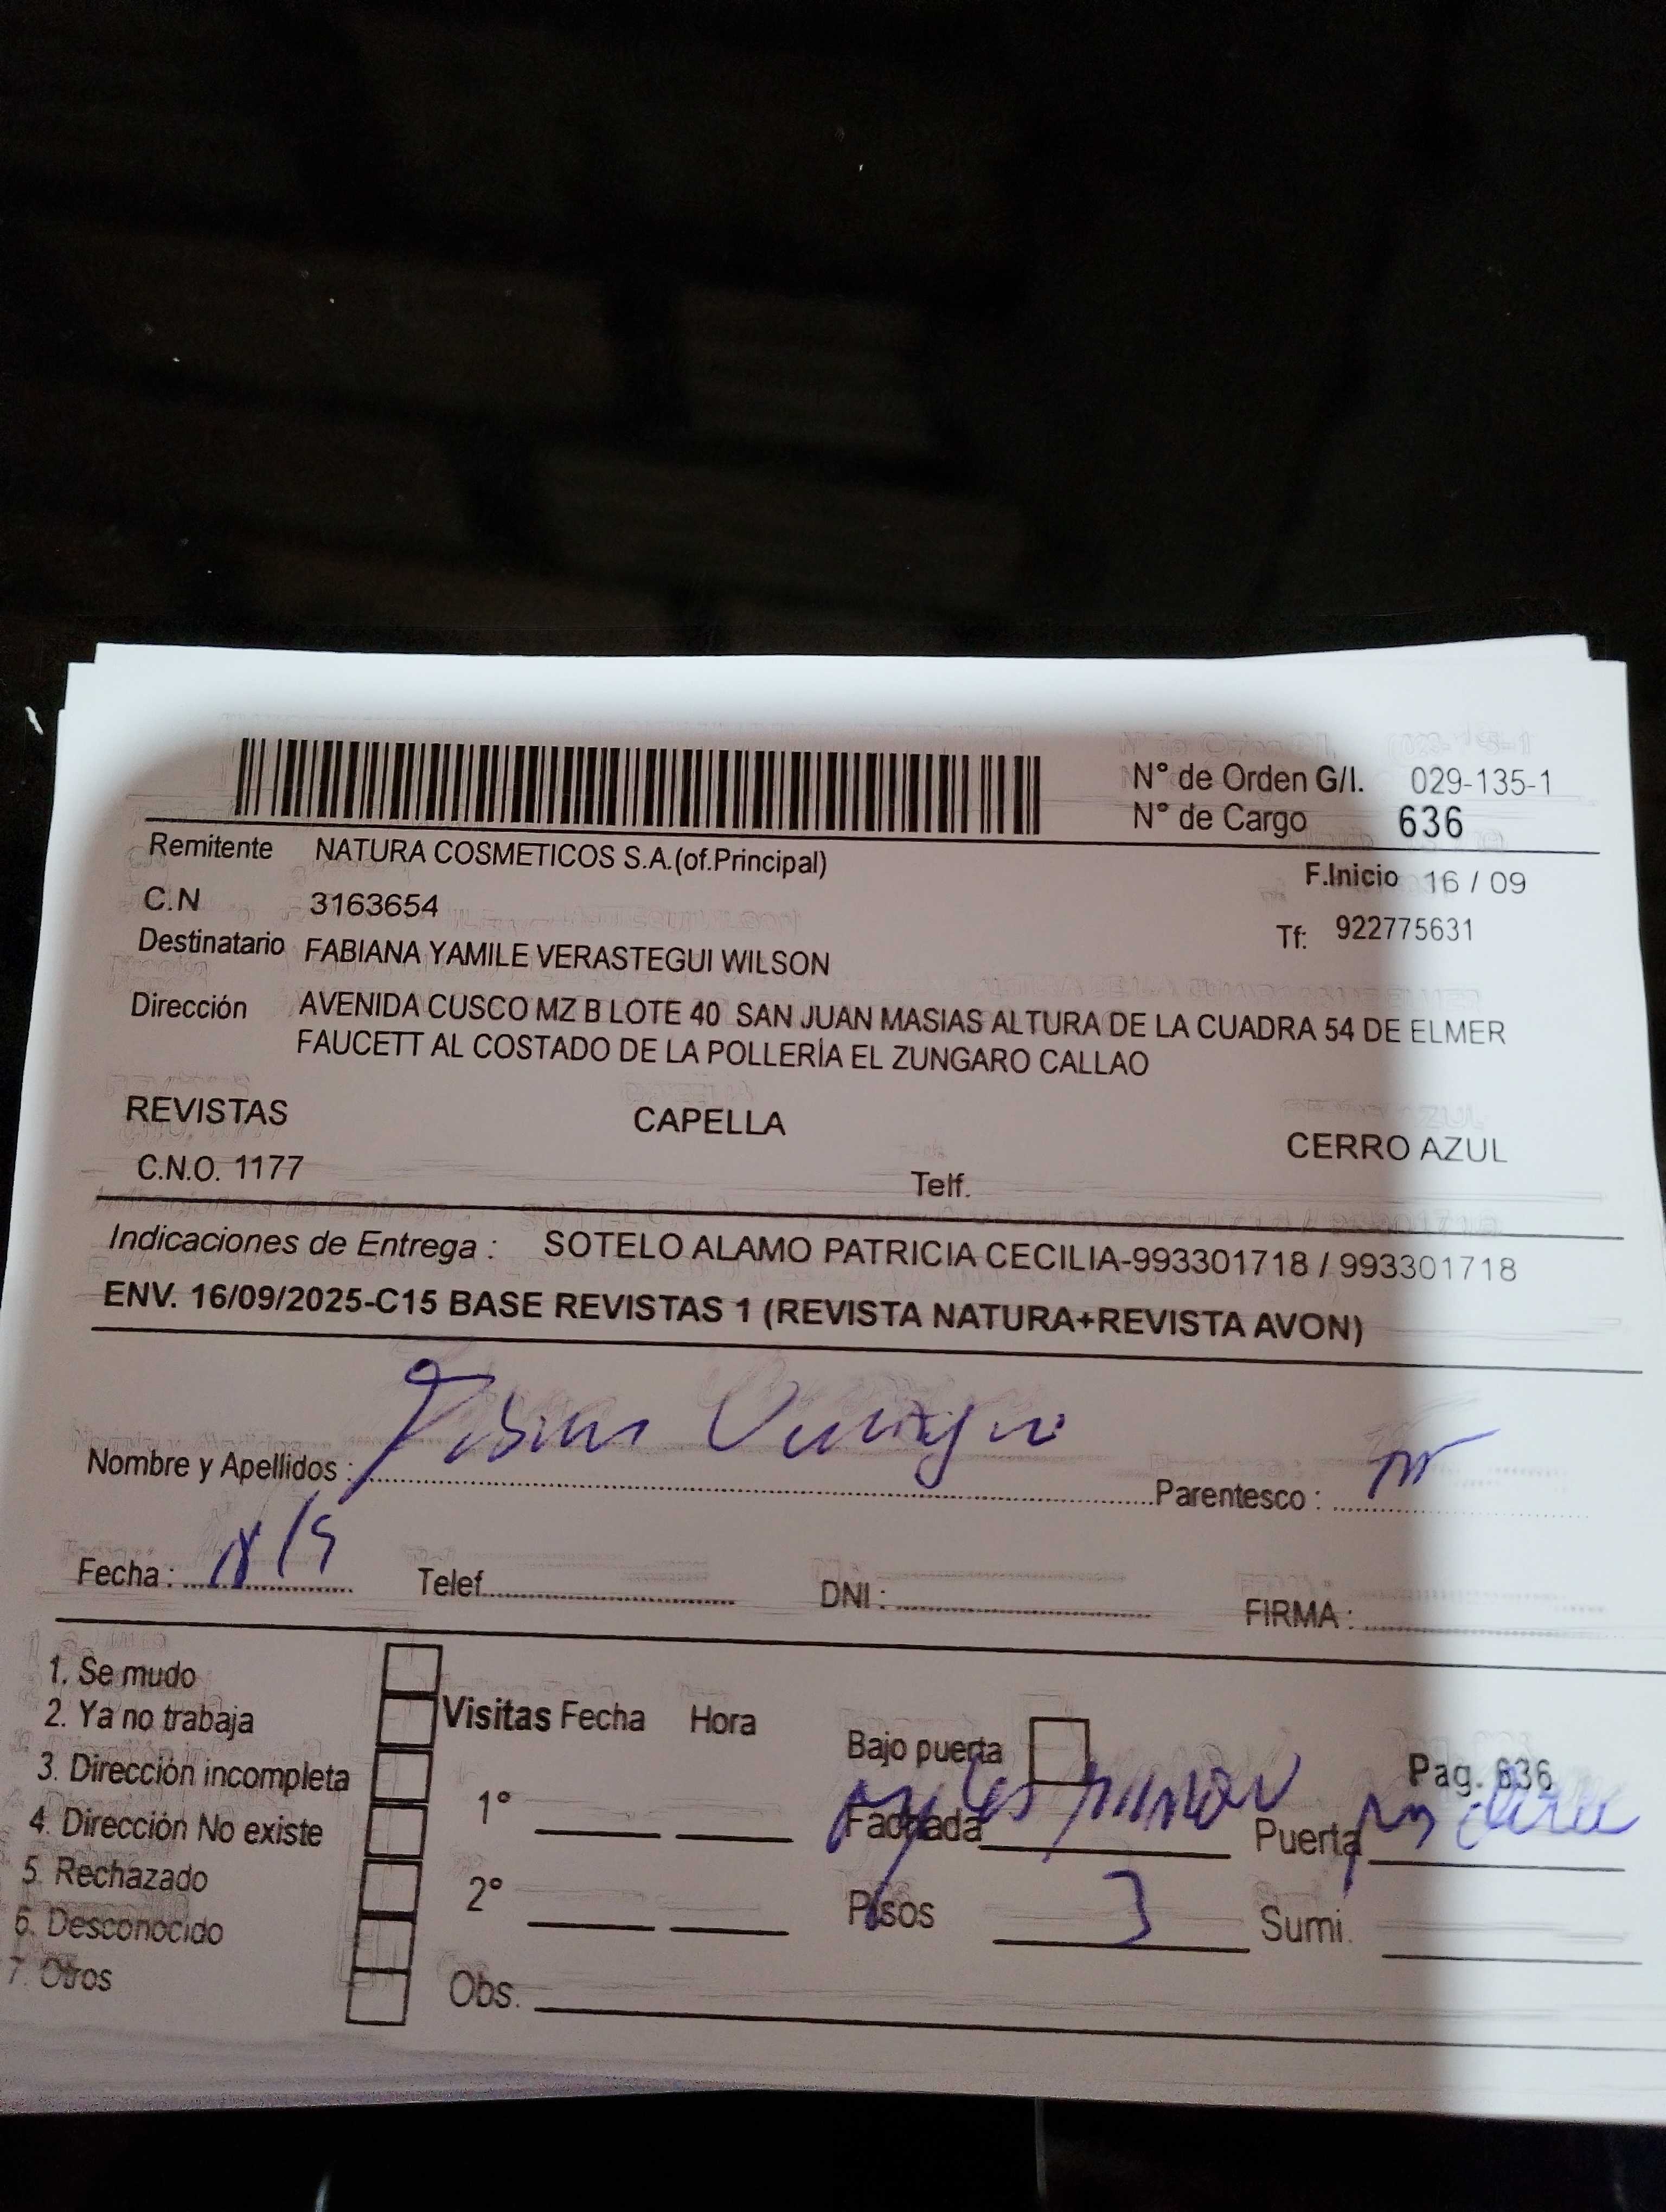 N° de Orden G/I. 029-135-1
N° de Cargo 636
Remitente NATURA COSMETICOS S.A.(of.Principal)
F.Inicio 16 / 09
C.N 3163654
Tf: 922775631
Destinatario FABIANA YAMILE VERASTEGUI WILSON
Dirección AVENIDA CUSCO MZ B LOTE 40 SAN JUAN MASIAS ALTURA DE LA CUADRA 54 DE ELMER
FAUCETT AL COSTADO DE LA POLLERÍA EL ZUNGARO CALLAO
REVISTAS CAPELLA CERRO AZUL
C.N.O. 1177 Telf.
Indicaciones de Entrega : SOTELO ALAMO PATRICIA CECILIA-993301718 / 993301718
ENV. 16/09/2025-C15 BASE REVISTAS 1 (REVISTA NATURA+REVISTA AVON)
Nombre y Apellidos : Parentesco :
Fecha : Telef. DNI : FIRMA :
1. Se mudo
2. Ya no trabaja
3. Dirección incompleta
4. Dirección No existe
5. Rechazado
6. Desconocido
7. Otros
Visitas Fecha Hora
1°
2°
Obs.
Bajo puerta Pag. 636
Fachada Puerta
Pisos 3 Sumi.